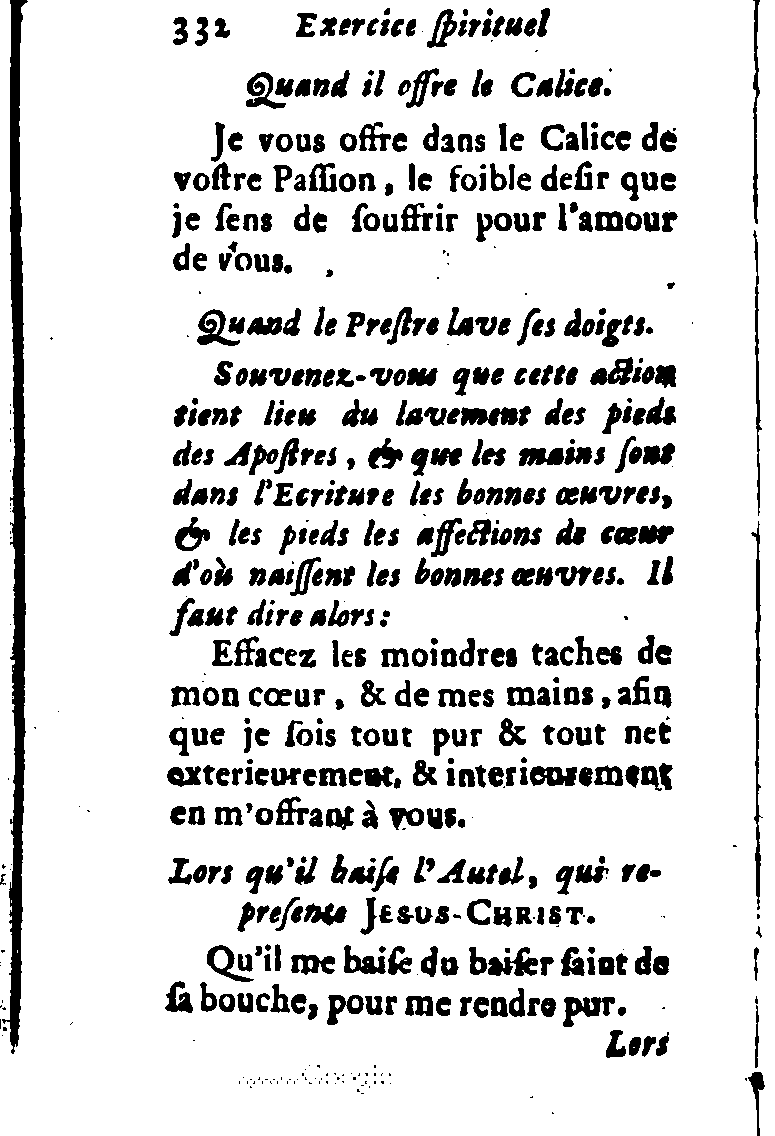 332 Exercice ſpirituel
Quand il offre le Calice.
Je vous offre dans le Calice de
voſtre Paſſion, le foible deſir que
je ſens de ſouffrir pour l'amour
de vous.
Quand le Preſtre lave ſes doigts.
Souvenez-vous que cette action
tient lieu du lavement des pieds
des Apoſtres, & que les mains ſont
dans l'Ecriture les bonnes œuvres,
& les pieds les affections de cœur
d'où naiſſent les bonnes œuvres. Il
faut dire alors:
Effacez les moindres taches de
mon cœur, & de mes mains, afin
que je ſois tout pur & tout net
exterieurement, & interieurement
en m'offrant à vous.
Lors qu'il baiſe l'Autel, qui re-
preſente JESUS-CHRIST.
Qu'il me baiſe du baiſer ſaint de
ſa bouche, pour me rendre pur.
Lors
Google